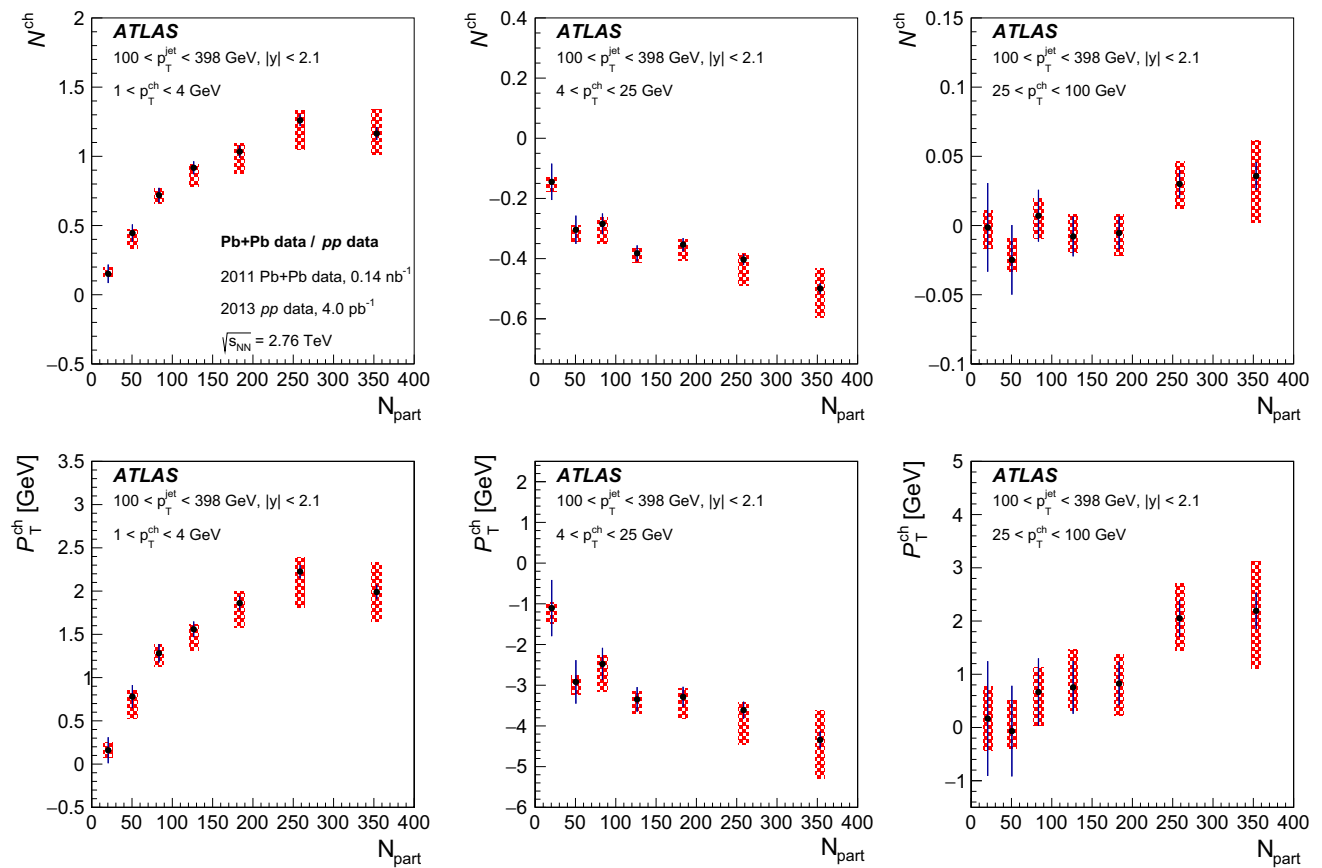 N^ch
ATLAS
100 < p_T^jet < 398 GeV, |y| < 2.1
1 < p_T^ch < 4 GeV
Pb+Pb data / pp data
2011 Pb+Pb data, 0.14 nb^-1
2013 pp data, 4.0 pb^-1
√s_NN = 2.76 TeV
2
1.5
1
0.5
0
−0.5
0 50 100 150 200 250 300 350 400
N_part
N^ch
ATLAS
100 < p_T^jet < 398 GeV, |y| < 2.1
4 < p_T^ch < 25 GeV
0.4
0.2
0
−0.2
−0.4
−0.6
0 50 100 150 200 250 300 350 400
N_part
N^ch
ATLAS
100 < p_T^jet < 398 GeV, |y| < 2.1
25 < p_T^ch < 100 GeV
0.15
0.1
0.05
0
−0.05
−0.1
0 50 100 150 200 250 300 350 400
N_part
P_T^ch [GeV]
ATLAS
100 < p_T^jet < 398 GeV, |y| < 2.1
1 < p_T^ch < 4 GeV
3.5
3
2.5
2
1.5
1
0.5
0
−0.5
0 50 100 150 200 250 300 350 400
N_part
P_T^ch [GeV]
ATLAS
100 < p_T^jet < 398 GeV, |y| < 2.1
4 < p_T^ch < 25 GeV
2
1
0
−1
−2
−3
−4
−5
−6
0 50 100 150 200 250 300 350 400
N_part
P_T^ch [GeV]
ATLAS
100 < p_T^jet < 398 GeV, |y| < 2.1
25 < p_T^ch < 100 GeV
5
4
3
2
1
0
−1
0 50 100 150 200 250 300 350 400
N_part